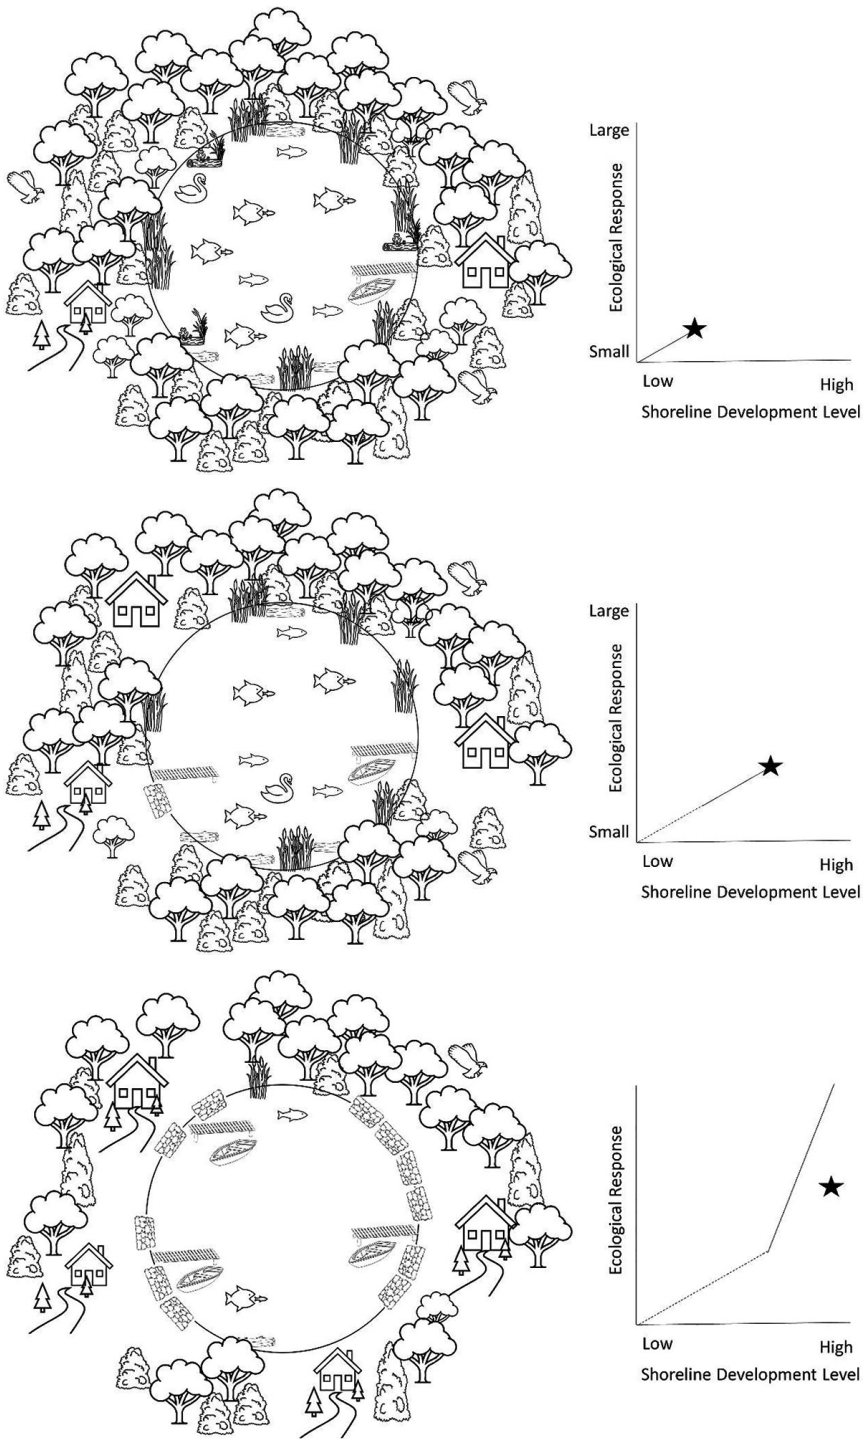 Large
Ecological Response
Small
Low
High
Shoreline Development Level
Large
Ecological Response
Small
Low
High
Shoreline Development Level
Ecological Response
Low
High
Shoreline Development Level